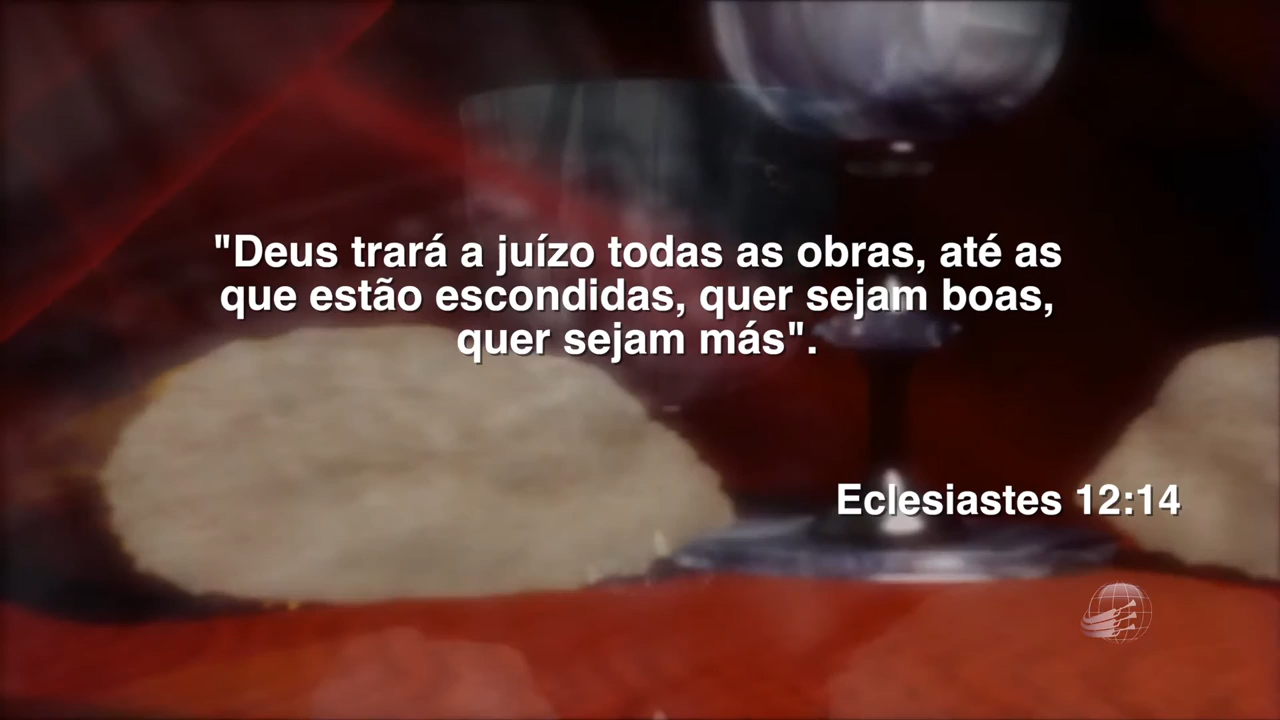 "Deus trará a juízo todas as obras, até as
que estão escondidas, quer sejam boas,
quer sejam más".
Eclesiastes 12:14